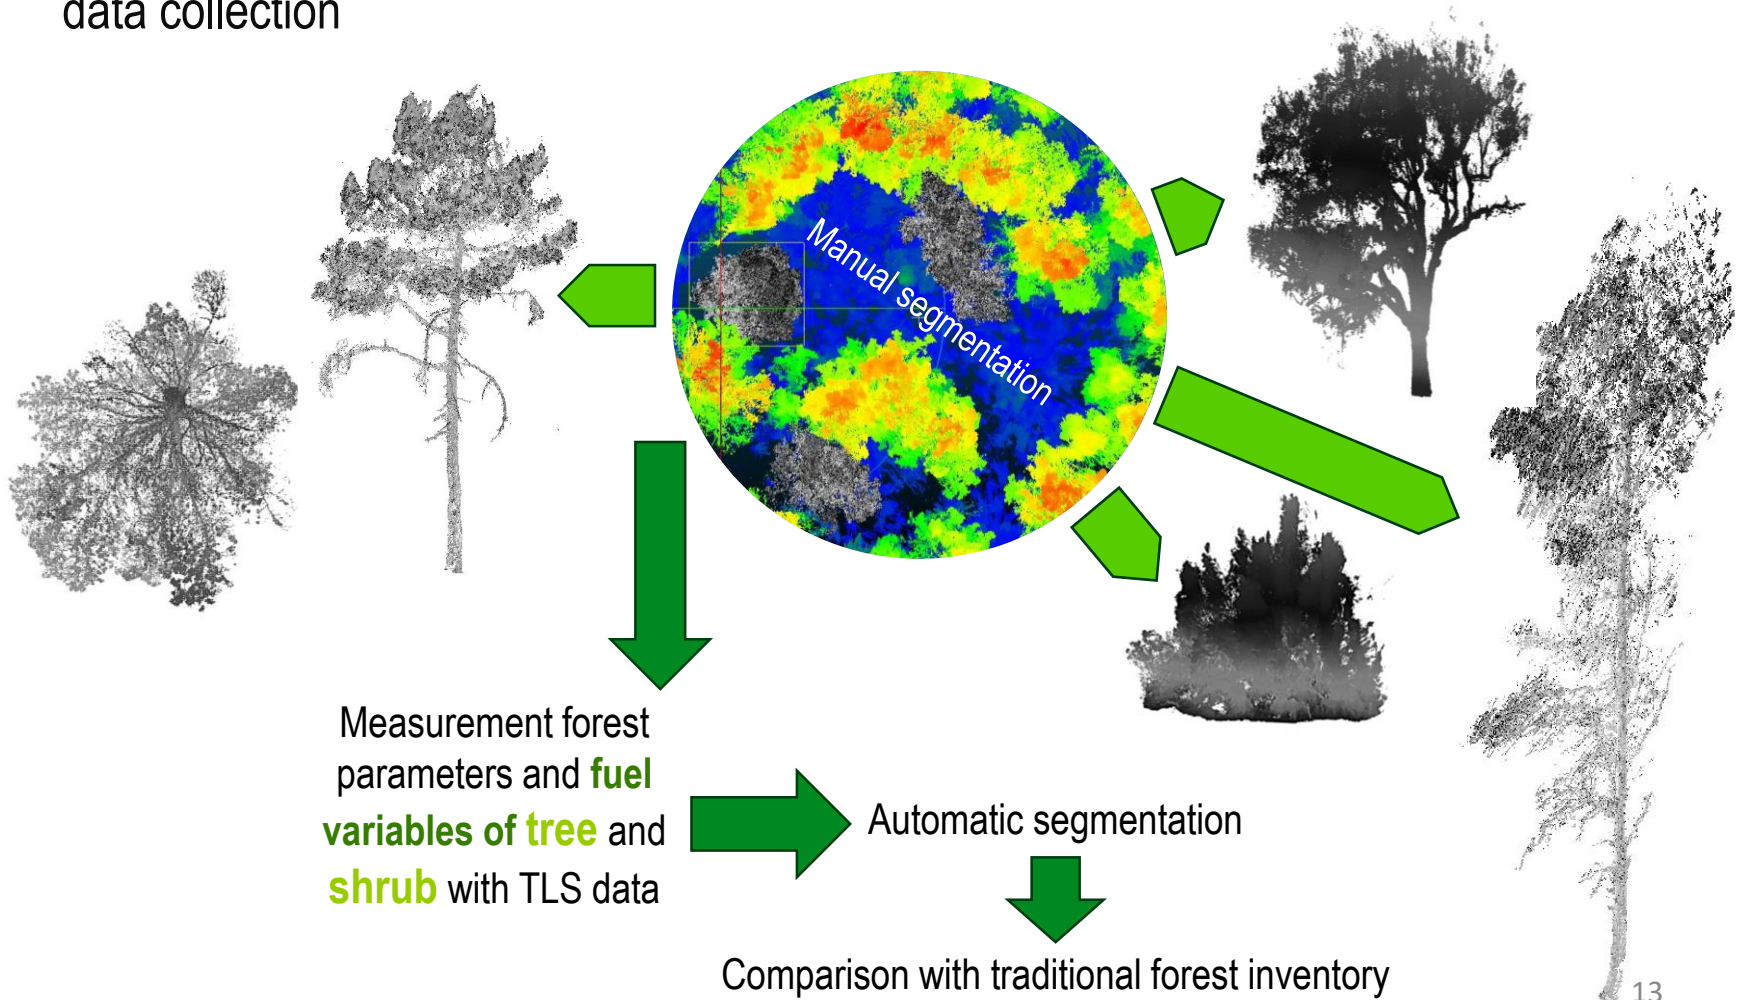 data collection
Manual segmentation
Measurement forest
parameters and fuel
variables of tree and
shrub with TLS data
Automatic segmentation
Comparison with traditional forest inventory
13